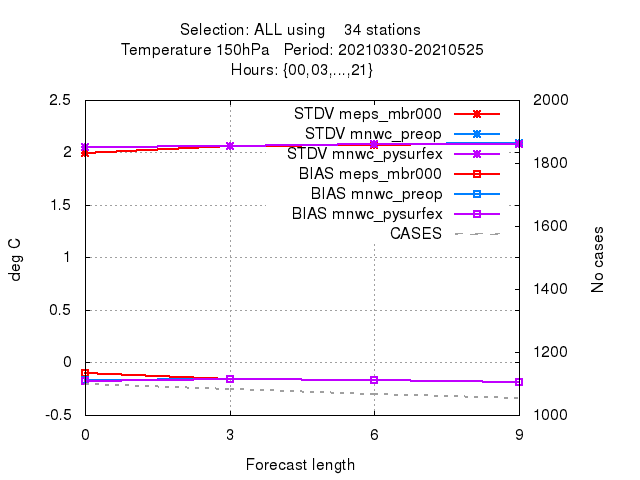 Selection: ALL using    34 stations
Temperature 150hPa   Period: 20210330-20210525
Hours: {00,03,...,21}
2.5 2000
STDV meps_mbr000
STDV mnwc_preop
2 STDV mnwc_pysurfex 1800
BIAS meps_mbr000
BIAS mnwc_preop
1.5 BIAS mnwc_pysurfex 1600
CASES
1 1400
0.5
0 1200
-0.5 1000
deg C
No cases
0 3 6 9
Forecast length